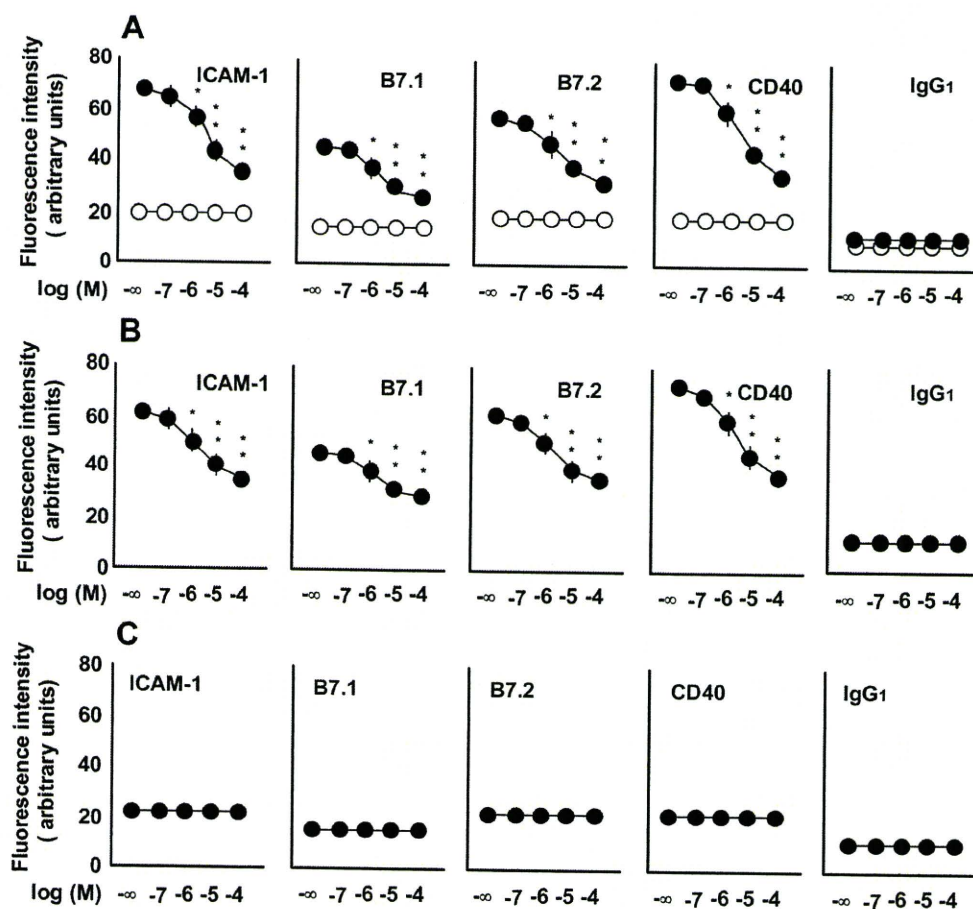 A
Fluorescence intensity
( arbitrary units)
80
60
40
20
0
ICAM-1
B7.1
B7.2
CD40
IgG1
* * * * *
* * * * *
* * * * *
* * * * *
log (M) -∞ -7 -6 -5 -4 -∞ -7 -6 -5 -4 -∞ -7 -6 -5 -4 -∞ -7 -6 -5 -4 -∞ -7 -6 -5 -4
B
Fluorescence intensity
( arbitrary units)
80
60
40
20
0
ICAM-1
B7.1
B7.2
CD40
IgG1
* * * * *
* * * * *
* * * * *
* * * * *
log (M) -∞ -7 -6 -5 -4 -∞ -7 -6 -5 -4 -∞ -7 -6 -5 -4 -∞ -7 -6 -5 -4 -∞ -7 -6 -5 -4
C
Fluorescence intensity
( arbitrary units)
80
60
40
20
0
ICAM-1
B7.1
B7.2
CD40
IgG1
log (M) -∞ -7 -6 -5 -4 -∞ -7 -6 -5 -4 -∞ -7 -6 -5 -4 -∞ -7 -6 -5 -4 -∞ -7 -6 -5 -4